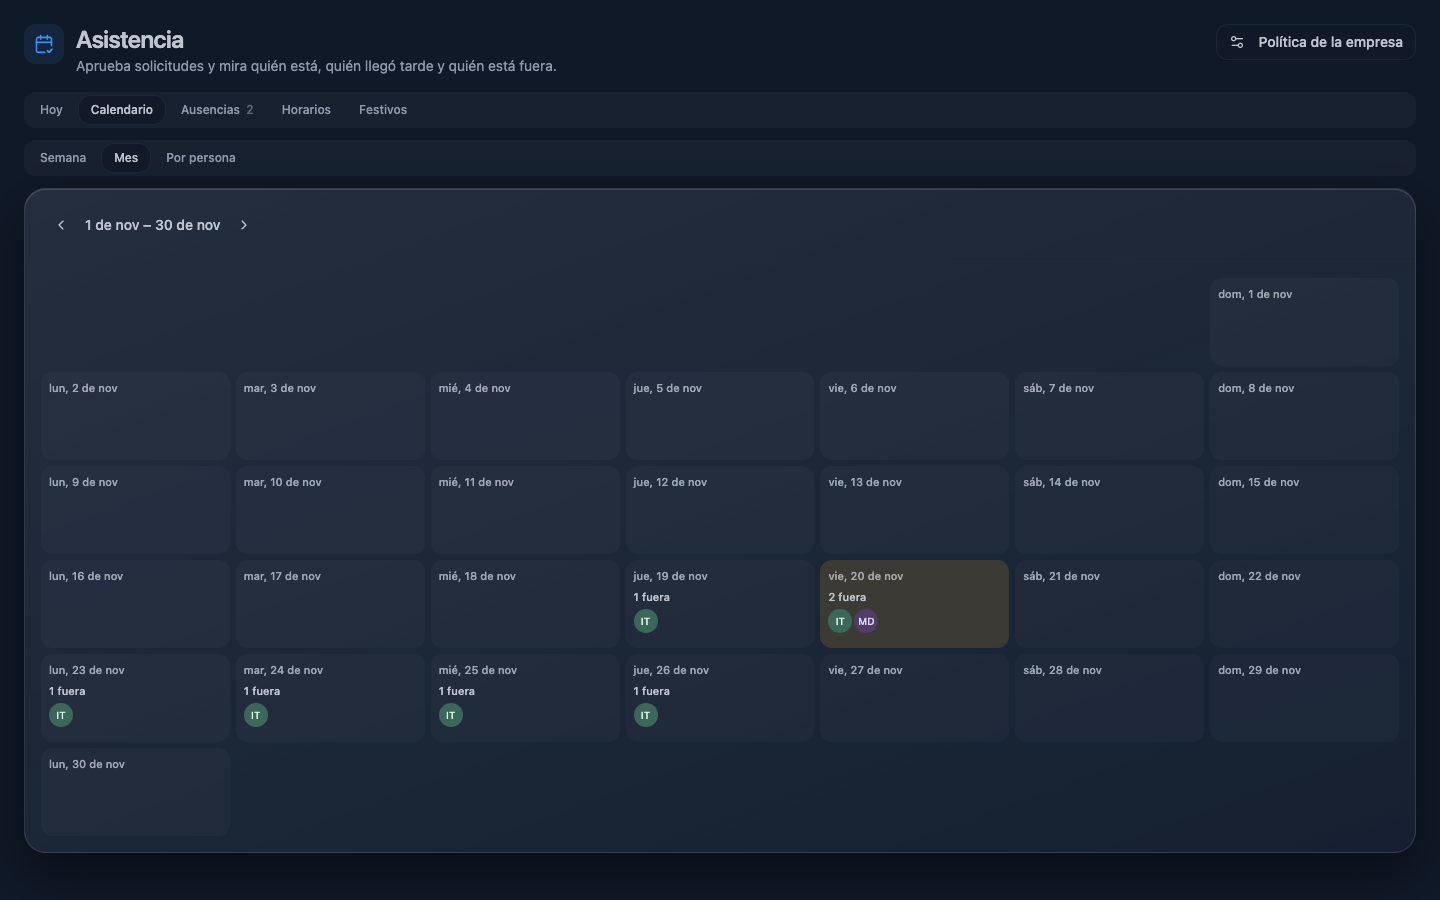 Asistencia
Aprueba solicitudes y mira quién está, quién llegó tarde y quién está fuera.
Política de la empresa
Hoy Calendario Ausencias 2 Horarios Festivos
Semana Mes Por persona
1 de nov – 30 de nov
dom, 1 de nov
lun, 2 de nov
mar, 3 de nov
mié, 4 de nov
jue, 5 de nov
vie, 6 de nov
sáb, 7 de nov
dom, 8 de nov
lun, 9 de nov
mar, 10 de nov
mié, 11 de nov
jue, 12 de nov
vie, 13 de nov
sáb, 14 de nov
dom, 15 de nov
lun, 16 de nov
mar, 17 de nov
mié, 18 de nov
jue, 19 de nov
1 fuera
IT
vie, 20 de nov
2 fuera
IT MD
sáb, 21 de nov
dom, 22 de nov
lun, 23 de nov
1 fuera
IT
mar, 24 de nov
1 fuera
IT
mié, 25 de nov
1 fuera
IT
jue, 26 de nov
1 fuera
IT
vie, 27 de nov
sáb, 28 de nov
dom, 29 de nov
lun, 30 de nov